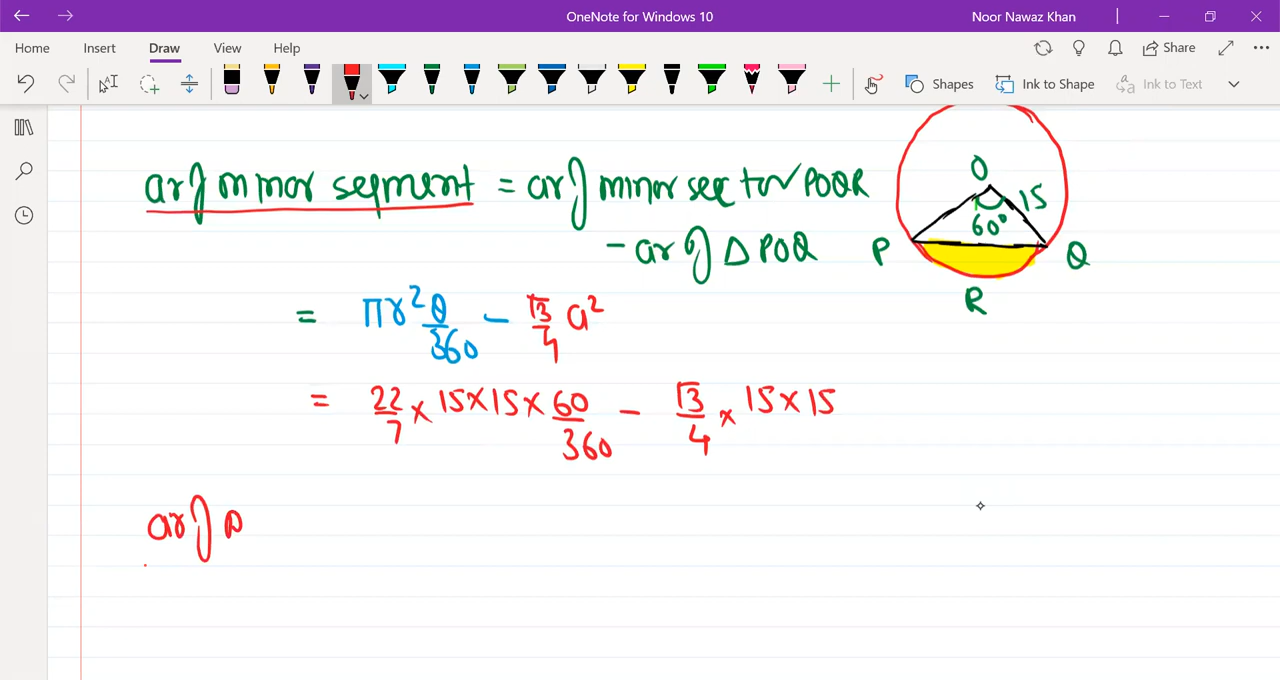 OneNote for Windows 10
Noor Nawaz Khan
Home Insert Draw View Help
Share
Shapes Ink to Shape Ink to Text
ar of minor segment = ar of minor sector POQR
- ar of Δ POQ
= πr² θ/360 - √3/4 a²
= 22/7 × 15 × 15 × 60/360 - √3/4 × 15 × 15
ar of Δ
O
15
60°
P
Q
R